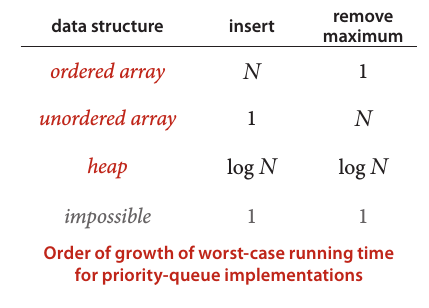 data structure insert remove maximum
ordered array N 1
unordered array 1 N
heap log N log N
impossible 1 1
Order of growth of worst-case running time
for priority-queue implementations